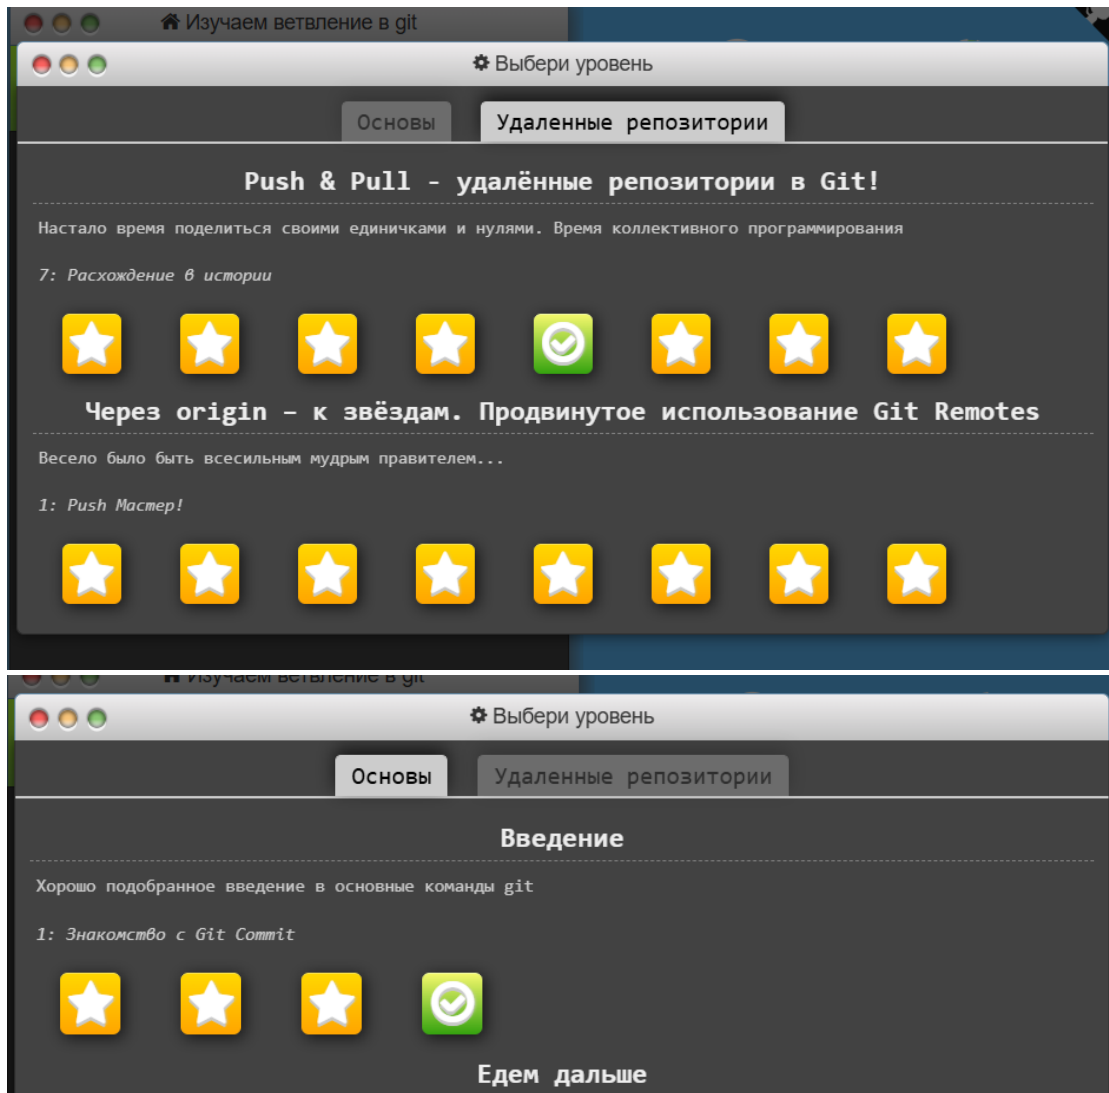 Изучаем ветвление в git
Выбери уровень
Основы
Удаленные репозитории
Push & Pull - удалённые репозитории в Git!
Настало время поделиться своими единичками и нулями. Время коллективного программирования
7: Расхождение в истории
Через origin – к звёздам. Продвинутое использование Git Remotes
Весело было быть всесильным мудрым правителем...
1: Push Мастер!
Изучаем ветвление в git
Выбери уровень
Основы
Удаленные репозитории
Введение
Хорошо подобранное введение в основные команды git
1: Знакомство с Git Commit
Едем дальше